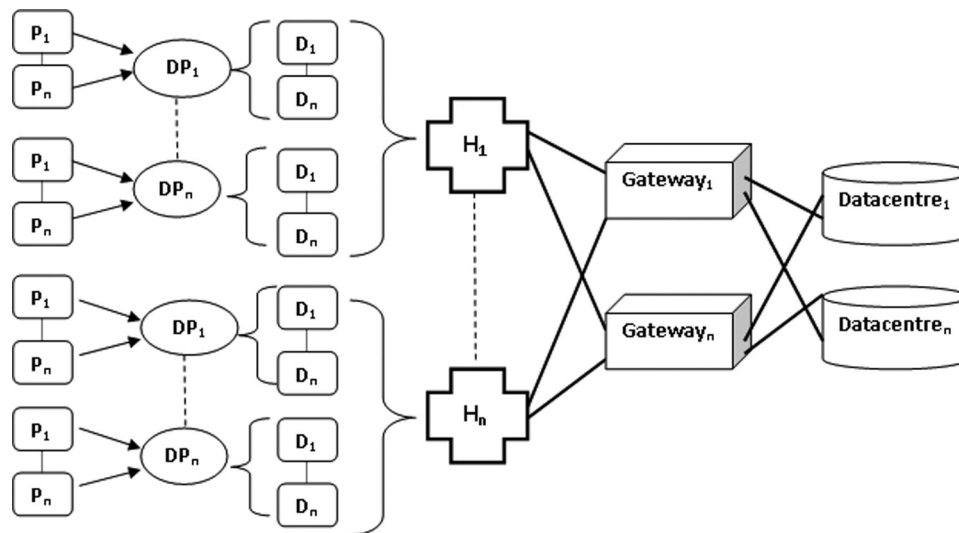 P₁
Pₙ
DP₁
D₁
Dₙ
P₁
Pₙ
DPₙ
D₁
Dₙ
H₁
P₁
Pₙ
DP₁
D₁
Dₙ
P₁
Pₙ
DPₙ
D₁
Dₙ
Hₙ
Gateway₁
Gatewayₙ
Datacentre₁
Datacentreₙ